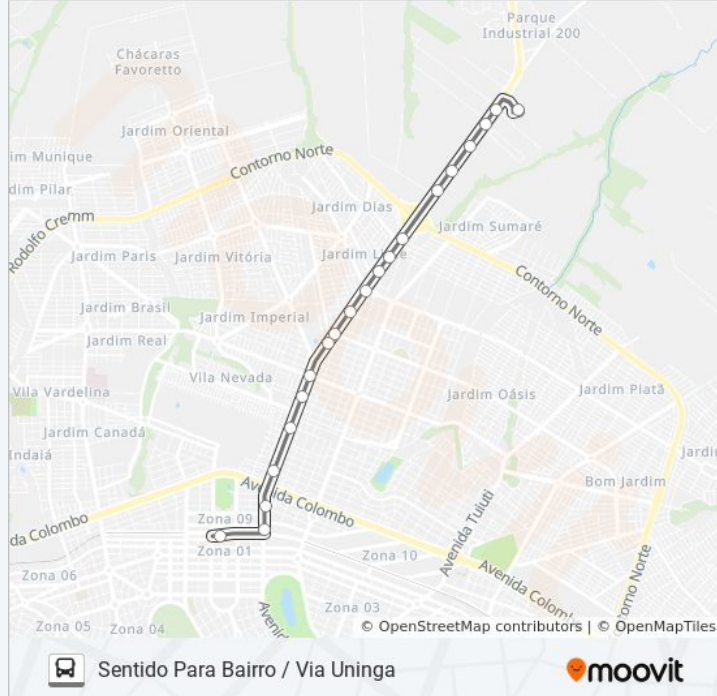 Parque
Industrial 200
Chácaras
Favoretto
Jardim Oriental
im Munique
Contorno Norte
dim Pilar
Jardim Dias
Rodolfo Cremm
Jardim Sumaré
Jardim Paris
Jardim Vitória
Contorno Norte
Jardim Brasil
Jardim Imperial
Jardim Real
Vila Nevada
Jardim Piatã
Vila Vardelina
Jardim Oásis
Jardim Canadá
Indaiá
Bom Jardim
Avenida Colombo
Avenida Tuiuti
da Colombo
Zona 09
Zona 01
Zona 10
Avenida Colombo
Zona 06
Zona 03
Zona 05
Zona 04
© OpenStreetMap contributors | © OpenMapTiles
Sentido Para Bairro / Via Uninga
moovit